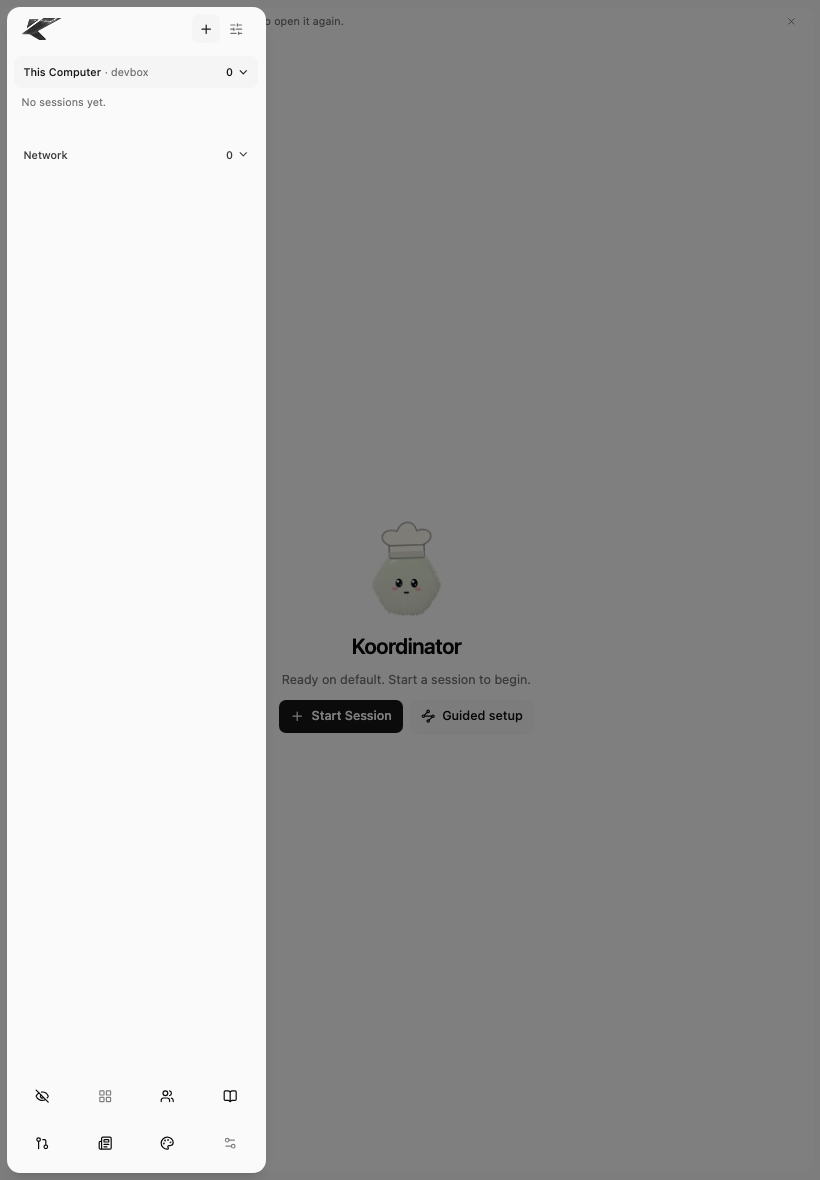 o open it again.
This Computer · devbox 0
No sessions yet.
Network 0
Koordinator
Ready on default. Start a session to begin.
Start Session
Guided setup